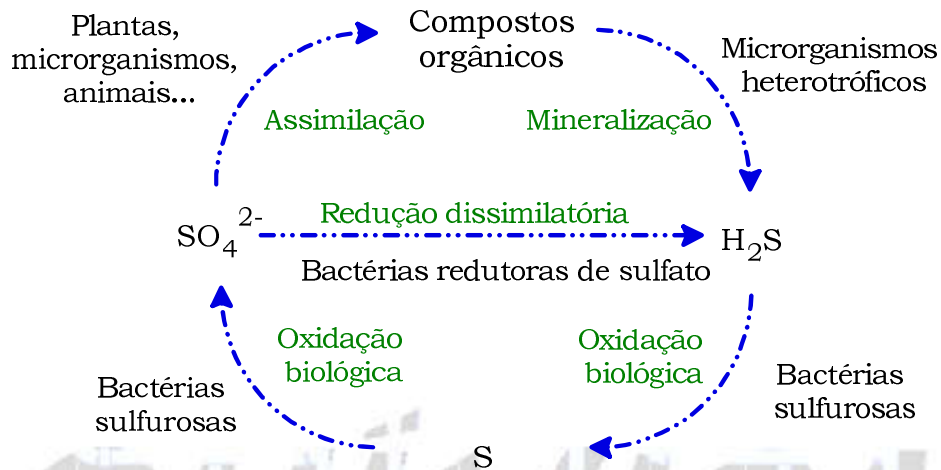 Plantas,
microrganismos,
animais...
Compostos
orgânicos
Microrganismos
heterotróficos
Assimilação
Mineralização
Redução dissimilatória
SO4 2-
H2S
Bactérias redutoras de sulfato
Oxidação
biológica
Oxidação
biológica
Bactérias
sulfurosas
Bactérias
sulfurosas
S